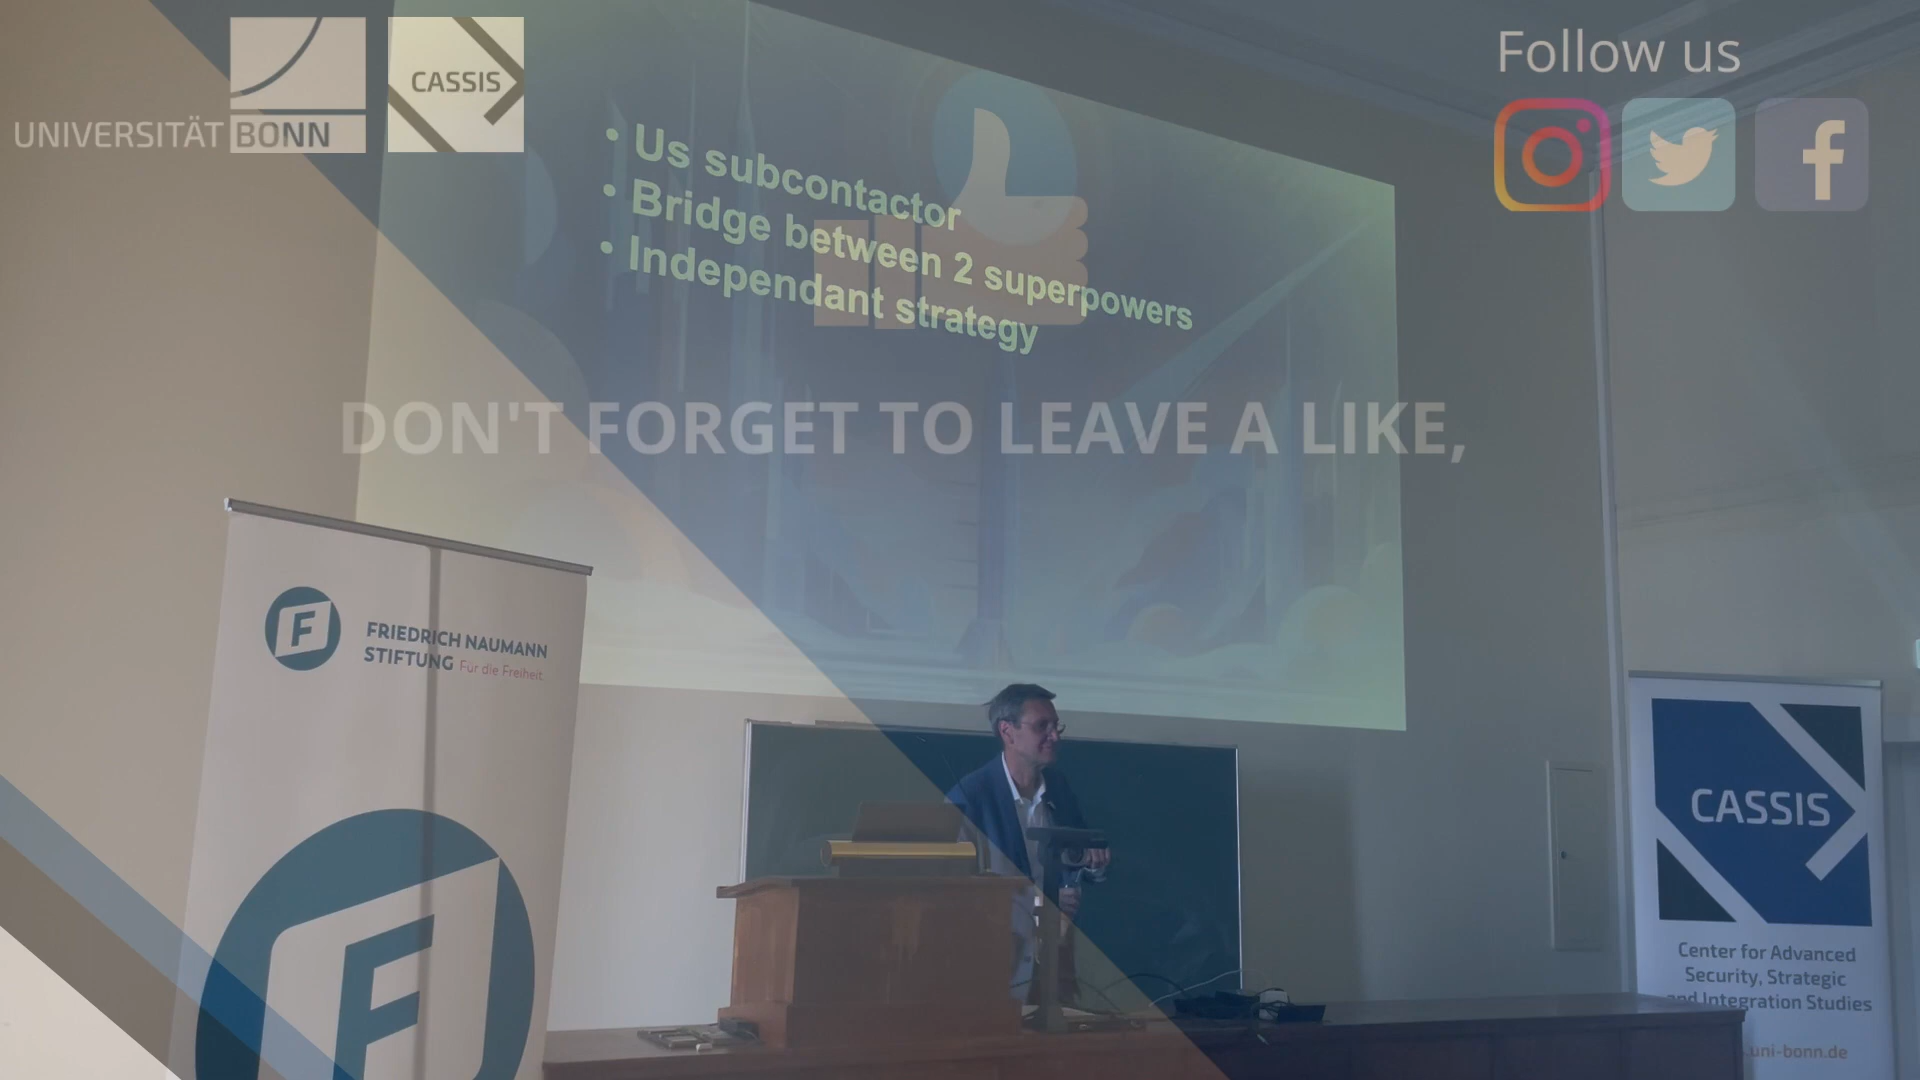 UNIVERSITÄT BONN
CASSIS
Follow us
• Us subcontactor
• Bridge between 2 superpowers
• Independant strategy
DON'T FORGET TO LEAVE A LIKE,
FRIEDRICH NAUMANN
STIFTUNG Für die Freiheit.
CASSIS
Center for Advanced
Security, Strategic
and Integration Studies
.uni-bonn.de